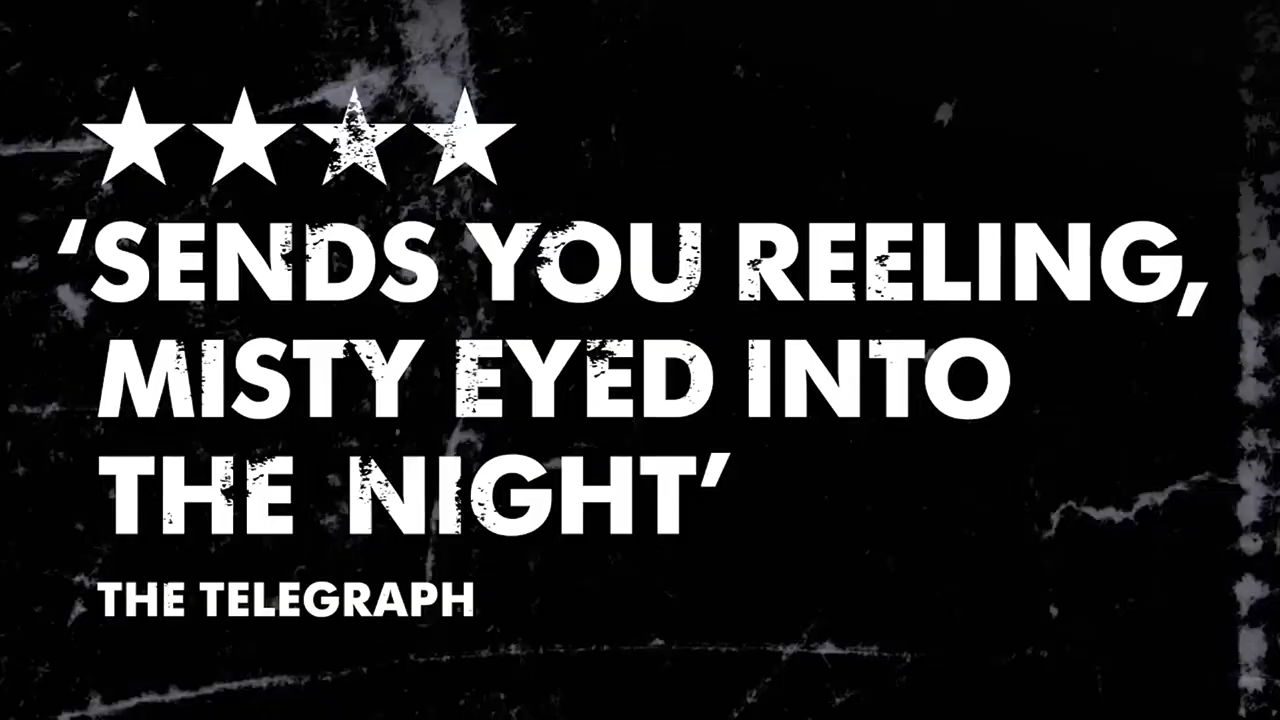 ‘SENDS YOU REELING,
MISTY EYED INTO
THE NIGHT’
THE TELEGRAPH